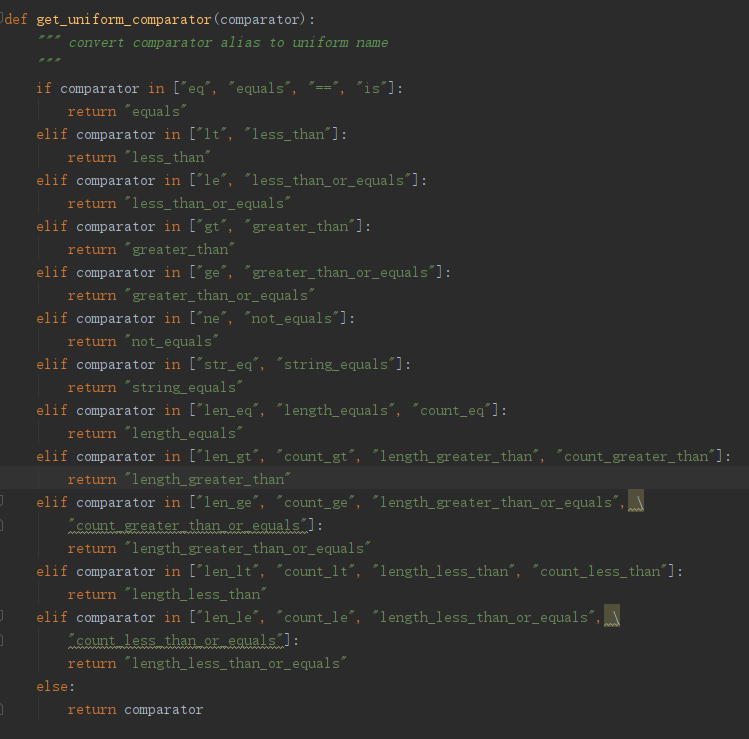 def get_uniform_comparator(comparator):
    """ convert comparator alias to uniform name
    """
    if comparator in ["eq", "equals", "==", "is"]:
        return "equals"
    elif comparator in ["lt", "less_than"]:
        return "less_than"
    elif comparator in ["le", "less_than_or_equals"]:
        return "less_than_or_equals"
    elif comparator in ["gt", "greater_than"]:
        return "greater_than"
    elif comparator in ["ge", "greater_than_or_equals"]:
        return "greater_than_or_equals"
    elif comparator in ["ne", "not_equals"]:
        return "not_equals"
    elif comparator in ["str_eq", "string_equals"]:
        return "string_equals"
    elif comparator in ["len_eq", "length_equals", "count_eq"]:
        return "length_equals"
    elif comparator in ["len_gt", "count_gt", "length_greater_than", "count_greater_than"]:
        return "length_greater_than"
    elif comparator in ["len_ge", "count_ge", "length_greater_than_or_equals", \
        "count_greater_than_or_equals"]:
        return "length_greater_than_or_equals"
    elif comparator in ["len_lt", "count_lt", "length_less_than", "count_less_than"]:
        return "length_less_than"
    elif comparator in ["len_le", "count_le", "length_less_than_or_equals", \
        "count_less_than_or_equals"]:
        return "length_less_than_or_equals"
    else:
        return comparator